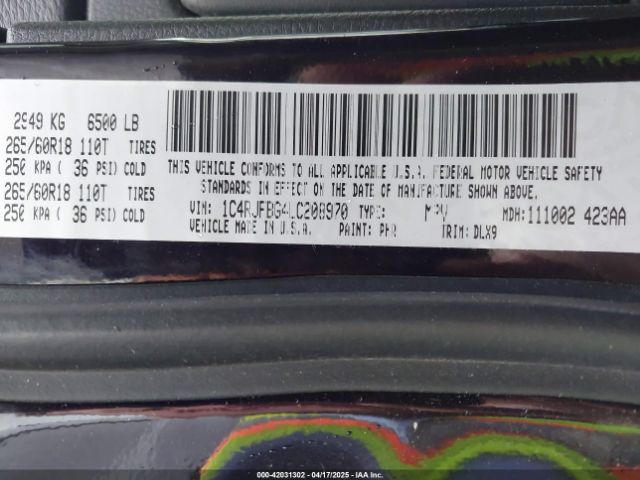 2949 KG 6500 LB
265/60R18 110T TIRES
250 KPA ( 36 PSI) COLD
265/60R18 110T TIRES
250 KPA ( 36 PSI) COLD
THIS VEHICLE CONFORMS TO ALL APPLICABLE U.S.A. FEDERAL MOTOR VEHICLE SAFETY
STANDARDS IN EFFECT ON THE DATE OF MANUFACTURE SHOWN ABOVE.
VIN: 1C4RJFBG4LC208970 TYPE: MPV MDH:111002 423AA
VEHICLE MADE IN U.S.A. PAINT: PHR TRIM: DLX9
000-42031302 - 04/17/2025 - IAAI.COM